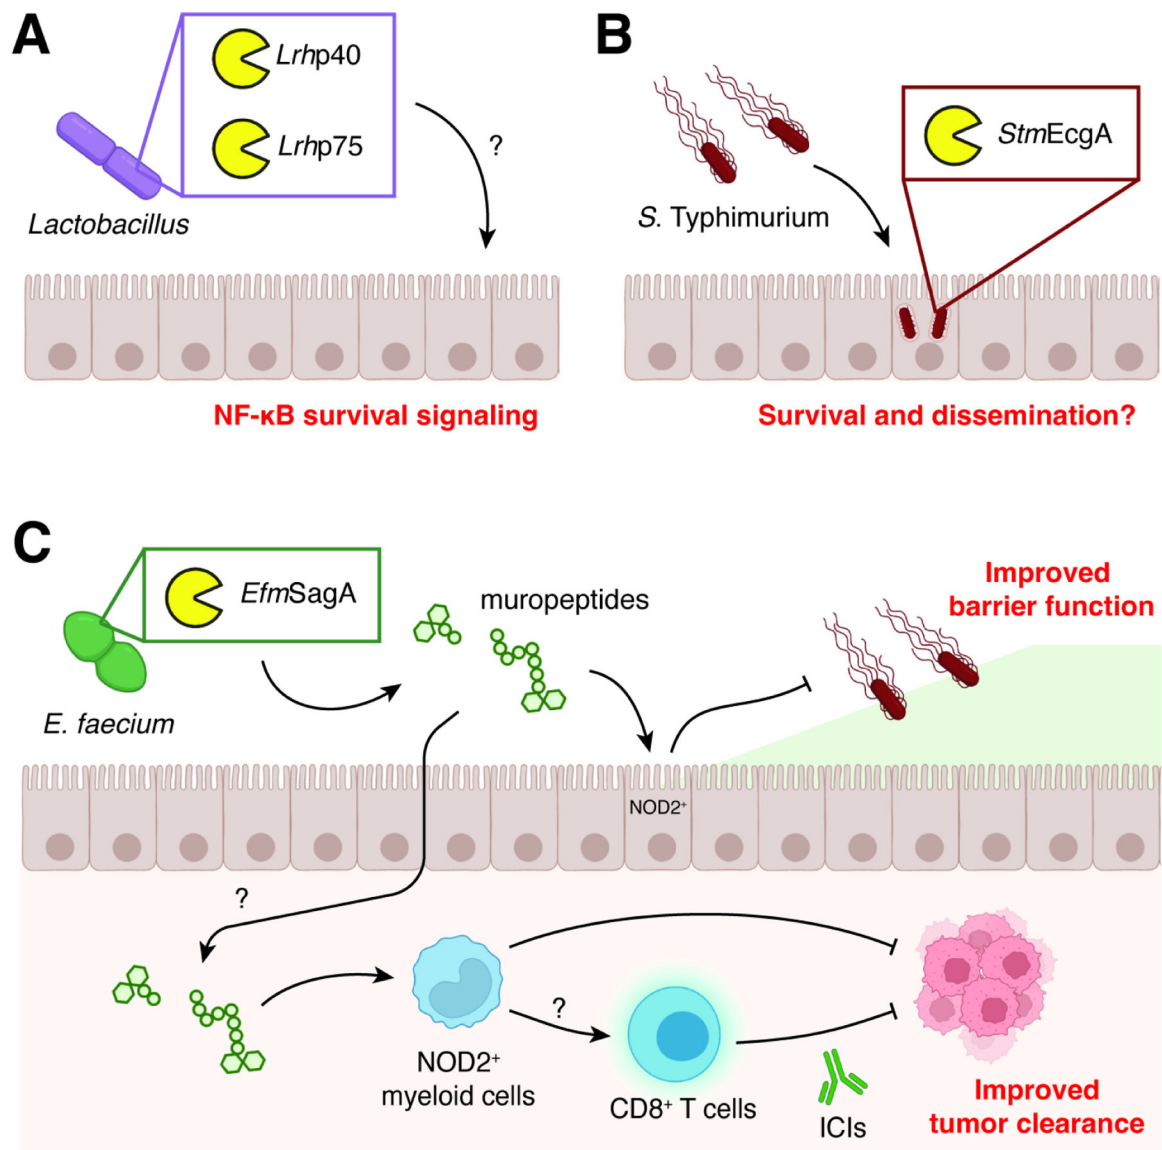 A
Lrhp40
Lrhp75
?
Lactobacillus
NF-κB survival signaling
B
StmEcgA
S. Typhimurium
Survival and dissemination?
C
EfmSagA
muropeptides
Improved
barrier function
E. faecium
NOD2⁺
?
?
NOD2⁺
myeloid cells
CD8⁺ T cells
ICIs
Improved
tumor clearance